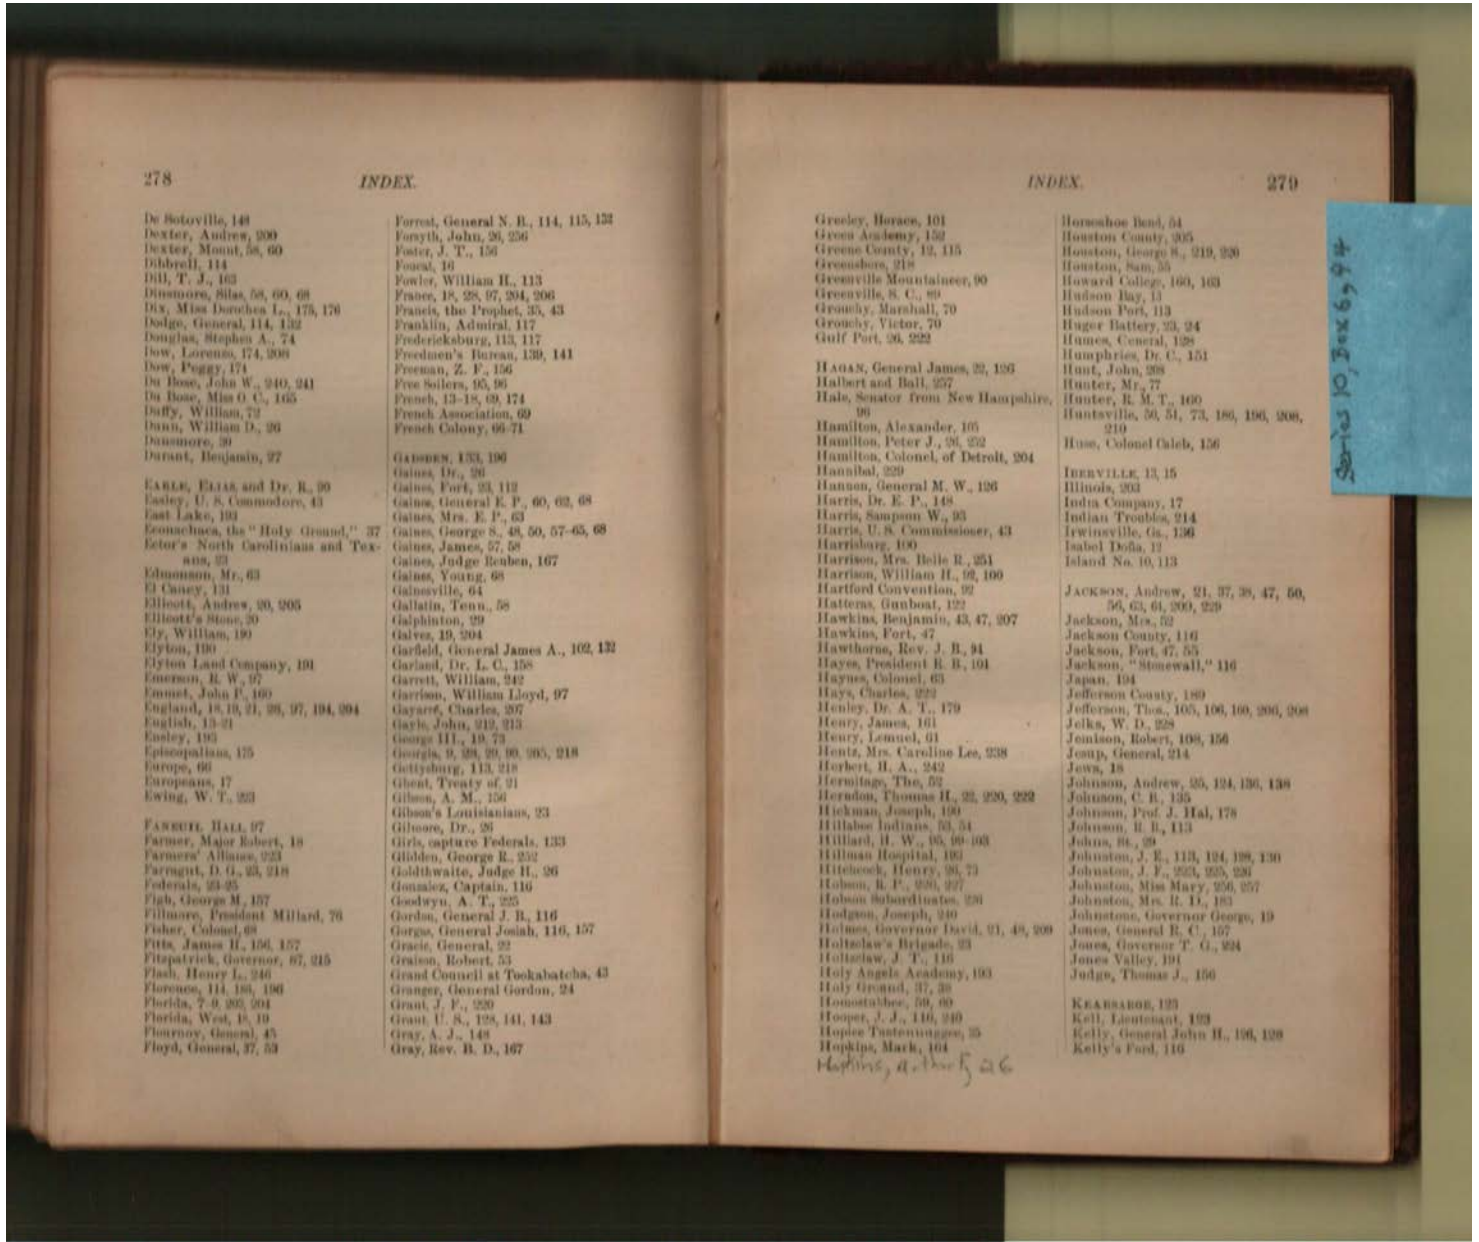 278
INDEX.
De Sotoville, 148
Dexter, Andrew, 200
Dexter, Mount, 58, 60
Dibbrell, 114
Dill, T. J., 163
Dinsmore, Silas, 58, 60, 68
Dix, Miss Dorothea L., 175, 176
Dodge, General, 114, 132
Douglas, Stephen A., 74
Dow, Lorenzo, 174, 208
Dow, Peggy, 174
Du Bose, John W., 240, 241
Du Bose, Miss O. C., 165
Duffy, William, 72
Dunn, William D., 26
Dunsmore, 30
Durant, Benjamin, 27
EARLE, ELIAS, and Dr. R., 90
Easley, U. S. Commodore, 43
East Lake, 193
Econachaca, the "Holy Ground," 37
Ector's North Carolinians and Tex-
ans, 23
Edmonson, Mr., 63
El Caney, 131
Ellicott, Andrew, 20, 205
Ellicott's Stone, 20
Ely, William, 190
Elyton, 190
Elyton Land Company, 191
Emerson, R. W., 97
Emmet, John P., 160
England, 18, 19, 21, 26, 97, 194, 204
English, 13-21
Ensley, 195
Episcopalians, 175
Europe, 66
Europeans, 17
Ewing, W. T., 223
FANEUIL HALL, 97
Farmer, Major Robert, 18
Farmers' Alliance, 223
Farragut, D. G., 23, 218
Federals, 23-25
Figh, George M., 157
Fillmore, President Millard, 76
Fisher, Colonel, 68
Fitts, James H., 156, 157
Fitzpatrick, Governor, 87, 215
Flash, Henry L., 246
Florence, 114, 186, 196
Florida, 7-9, 202, 204
Florida, West, 18, 19
Flournoy, General, 45
Floyd, General, 37, 53
Forrest, General N. B., 114, 115, 132
Forsyth, John, 26, 256
Foster, J. T., 156
Foucat, 16
Fowler, William H., 113
France, 18, 28, 97, 204, 206
Francis, the Prophet, 35, 43
Franklin, Admiral, 117
Fredericksburg, 113, 117
Freedmen's Bureau, 139, 141
Freeman, Z. F., 156
Free Soilers, 95, 96
French, 13-18, 69, 174
French Association, 69
French Colony, 66-71
GADSDEN, 133, 196
Gaines, Dr., 26
Gaines, Fort, 23, 112
Gaines, General E. P., 60, 62, 68
Gaines, Mrs. E. P., 63
Gaines, George S., 48, 50, 57-65, 68
Gaines, James, 57, 58
Gaines, Judge Reuben, 167
Gaines, Young, 68
Gainesville, 64
Gallatin, Tenn., 58
Galphinton, 29
Galvez, 19, 204
Garfield, General James A., 102, 132
Garland, Dr. L. C., 158
Garrett, William, 242
Garrison, William Lloyd, 97
Gayarré, Charles, 207
Gayle, John, 212, 213
George III., 19, 73
Georgia, 9, 28, 29, 90, 205, 218
Gettysburg, 113, 218
Ghent, Treaty of, 21
Gibson, A. M., 156
Gibson's Louisianians, 23
Gilmore, Dr., 26
Girls, capture Federals, 133
Glidden, George R., 252
Goldthwaite, Judge H., 26
Gonzalez, Captain, 116
Goodwyn, A. T., 225
Gordon, General J. B., 116
Gorgas, General Josiah, 116, 157
Gracie, General, 22
Graison, Robert, 53
Grand Council at Tookabatcha, 43
Granger, General Gordon, 24
Grant, J. F., 220
Grant, U. S., 128, 141, 143
Gray, A. J., 148
Gray, Rev. B. D., 167
INDEX.
279
Greeley, Horace, 101
Green Academy, 152
Greene County, 12, 115
Greensboro, 218
Greenville Mountaineer, 90
Greenville, S. C., 89
Grouchy, Marshall, 70
Grouchy, Victor, 70
Gulf Port, 26, 222
HAGAN, General James, 22, 126
Halbert and Ball, 257
Hale, Senator from New Hampshire,
96
Hamilton, Alexander, 105
Hamilton, Peter J., 26, 252
Hamilton, Colonel, of Detroit, 204
Hannibal, 229
Hannon, General M. W., 126
Harris, Dr. E. P., 148
Harris, Sampson W., 93
Harris, U. S. Commissioner, 43
Harrisburg, 100
Harrison, Mrs. Belle R., 251
Harrison, William H., 92, 100
Hartford Convention, 92
Hatteras, Gunboat, 122
Hawkins, Benjamin, 43, 47, 207
Hawkins, Fort, 47
Hawthorne, Rev. J. B., 94
Hayes, President R. B., 101
Haynes, Colonel, 63
Hays, Charles, 222
Henley, Dr. A. T., 179
Henry, James, 161
Henry, Lemuel, 61
Hentz, Mrs. Caroline Lee, 238
Herbert, H. A., 242
Hermitage, The, 52
Herndon, Thomas H., 22, 220, 222
Hickman, Joseph, 190
Hillabee Indians, 53, 54
Hilliard, H. W., 95, 99-103
Hillman Hospital, 193
Hitchcock, Henry, 26, 73
Hobson, R. P., 226, 227
Hobson Subordinates, 226
Hodgson, Joseph, 240
Holmes, Governor David, 21, 48, 209
Holtzclaw's Brigade, 23
Holtzclaw, J. T., 116
Holy Angels Academy, 193
Holy Ground, 37, 38
Homostubbee, 59, 60
Hooper, J. J., 116, 240
Hopiee Tustennuggee, 35
Hopkins, Mark, 164
Hopkins, Arthur F, 26
Horseshoe Bend, 54
Houston County, 205
Houston, George S., 219, 220
Houston, Sam, 55
Howard College, 160, 163
Hudson Bay, 13
Hudson Port, 113
Huger Battery, 23, 24
Humes, General, 128
Humphries, Dr. C., 151
Hunt, John, 208
Hunter, Mr., 77
Hunter, R. M. T., 160
Huntsville, 50, 51, 73, 186, 196, 208,
210
Huse, Colonel Caleb, 156
IBERVILLE, 13, 15
Illinois, 203
India Company, 17
Indian Troubles, 214
Irwinsville, Ga., 136
Isabel Doña, 12
Island No. 10, 113
JACKSON, Andrew, 21, 37, 38, 47, 50,
56, 63, 61, 209, 229
Jackson, Mrs., 52
Jackson County, 116
Jackson, Fort, 47, 55
Jackson, "Stonewall," 116
Japan, 194
Jefferson County, 189
Jefferson, Thos., 105, 106, 160, 206, 208
Jelks, W. D., 228
Jemison, Robert, 108, 156
Jesup, General, 214
Jews, 18
Johnson, Andrew, 25, 124, 136, 138
Johnson, C. B., 135
Johnson, Prof. J. Hal, 178
Johnson, B. R., 113
Johns, St., 29
Johnston, J. E., 113, 124, 128, 130
Johnston, J. F., 223, 225, 226
Johnston, Miss Mary, 256, 257
Johnston, Mrs. R. D., 183
Johnstone, Governor George, 19
Jones, General R. C., 157
Jones, Governor T. G., 224
Jones Valley, 191
Judge, Thomas J., 156
KEARSARGE, 123
Kell, Lieutenant, 123
Kelly, General John H., 126, 128
Kelly's Ford, 116
Series 10, Box 6994